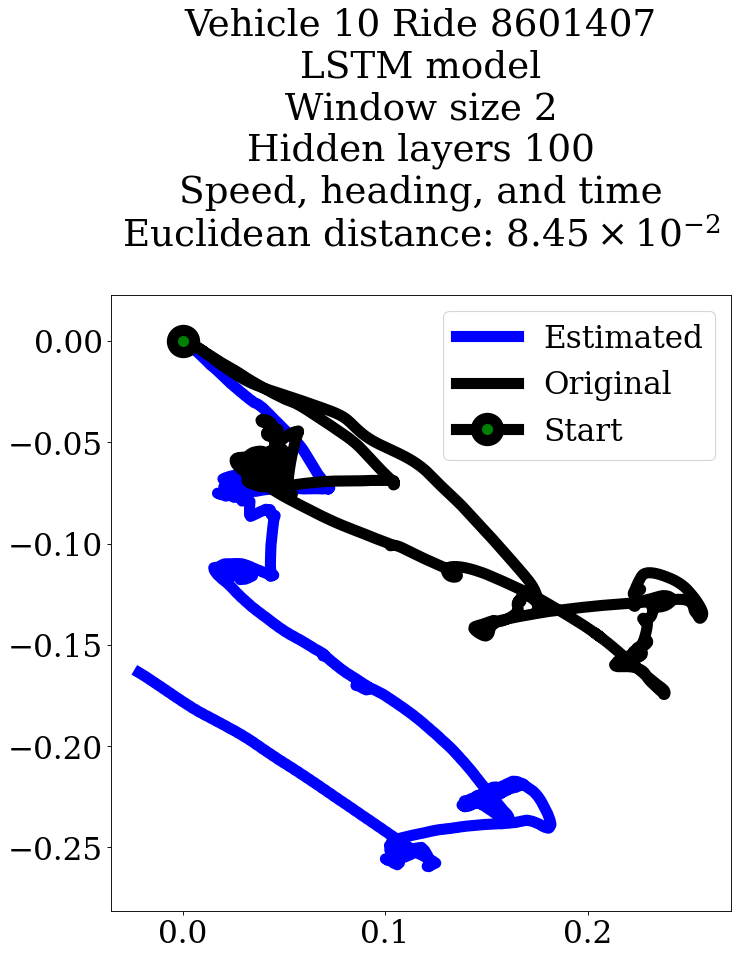 Vehicle 10 Ride 8601407
LSTM model
Window size 2
Hidden layers 100
Speed, heading, and time
Euclidean distance: 8.45 × 10⁻²
Estimated
Original
Start
0.00
−0.05
−0.10
−0.15
−0.20
−0.25
0.0 0.1 0.2